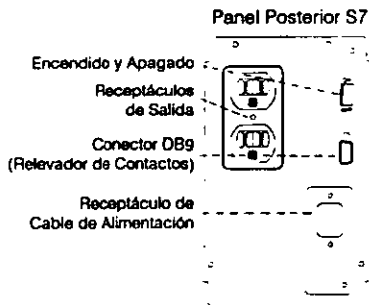 Panel Posterior S7
Encendido y Apagado
Receptáculos
de Salida
Conector DB9
(Relevador de Contactos)
Receptáculo de
Cable de Alimentación